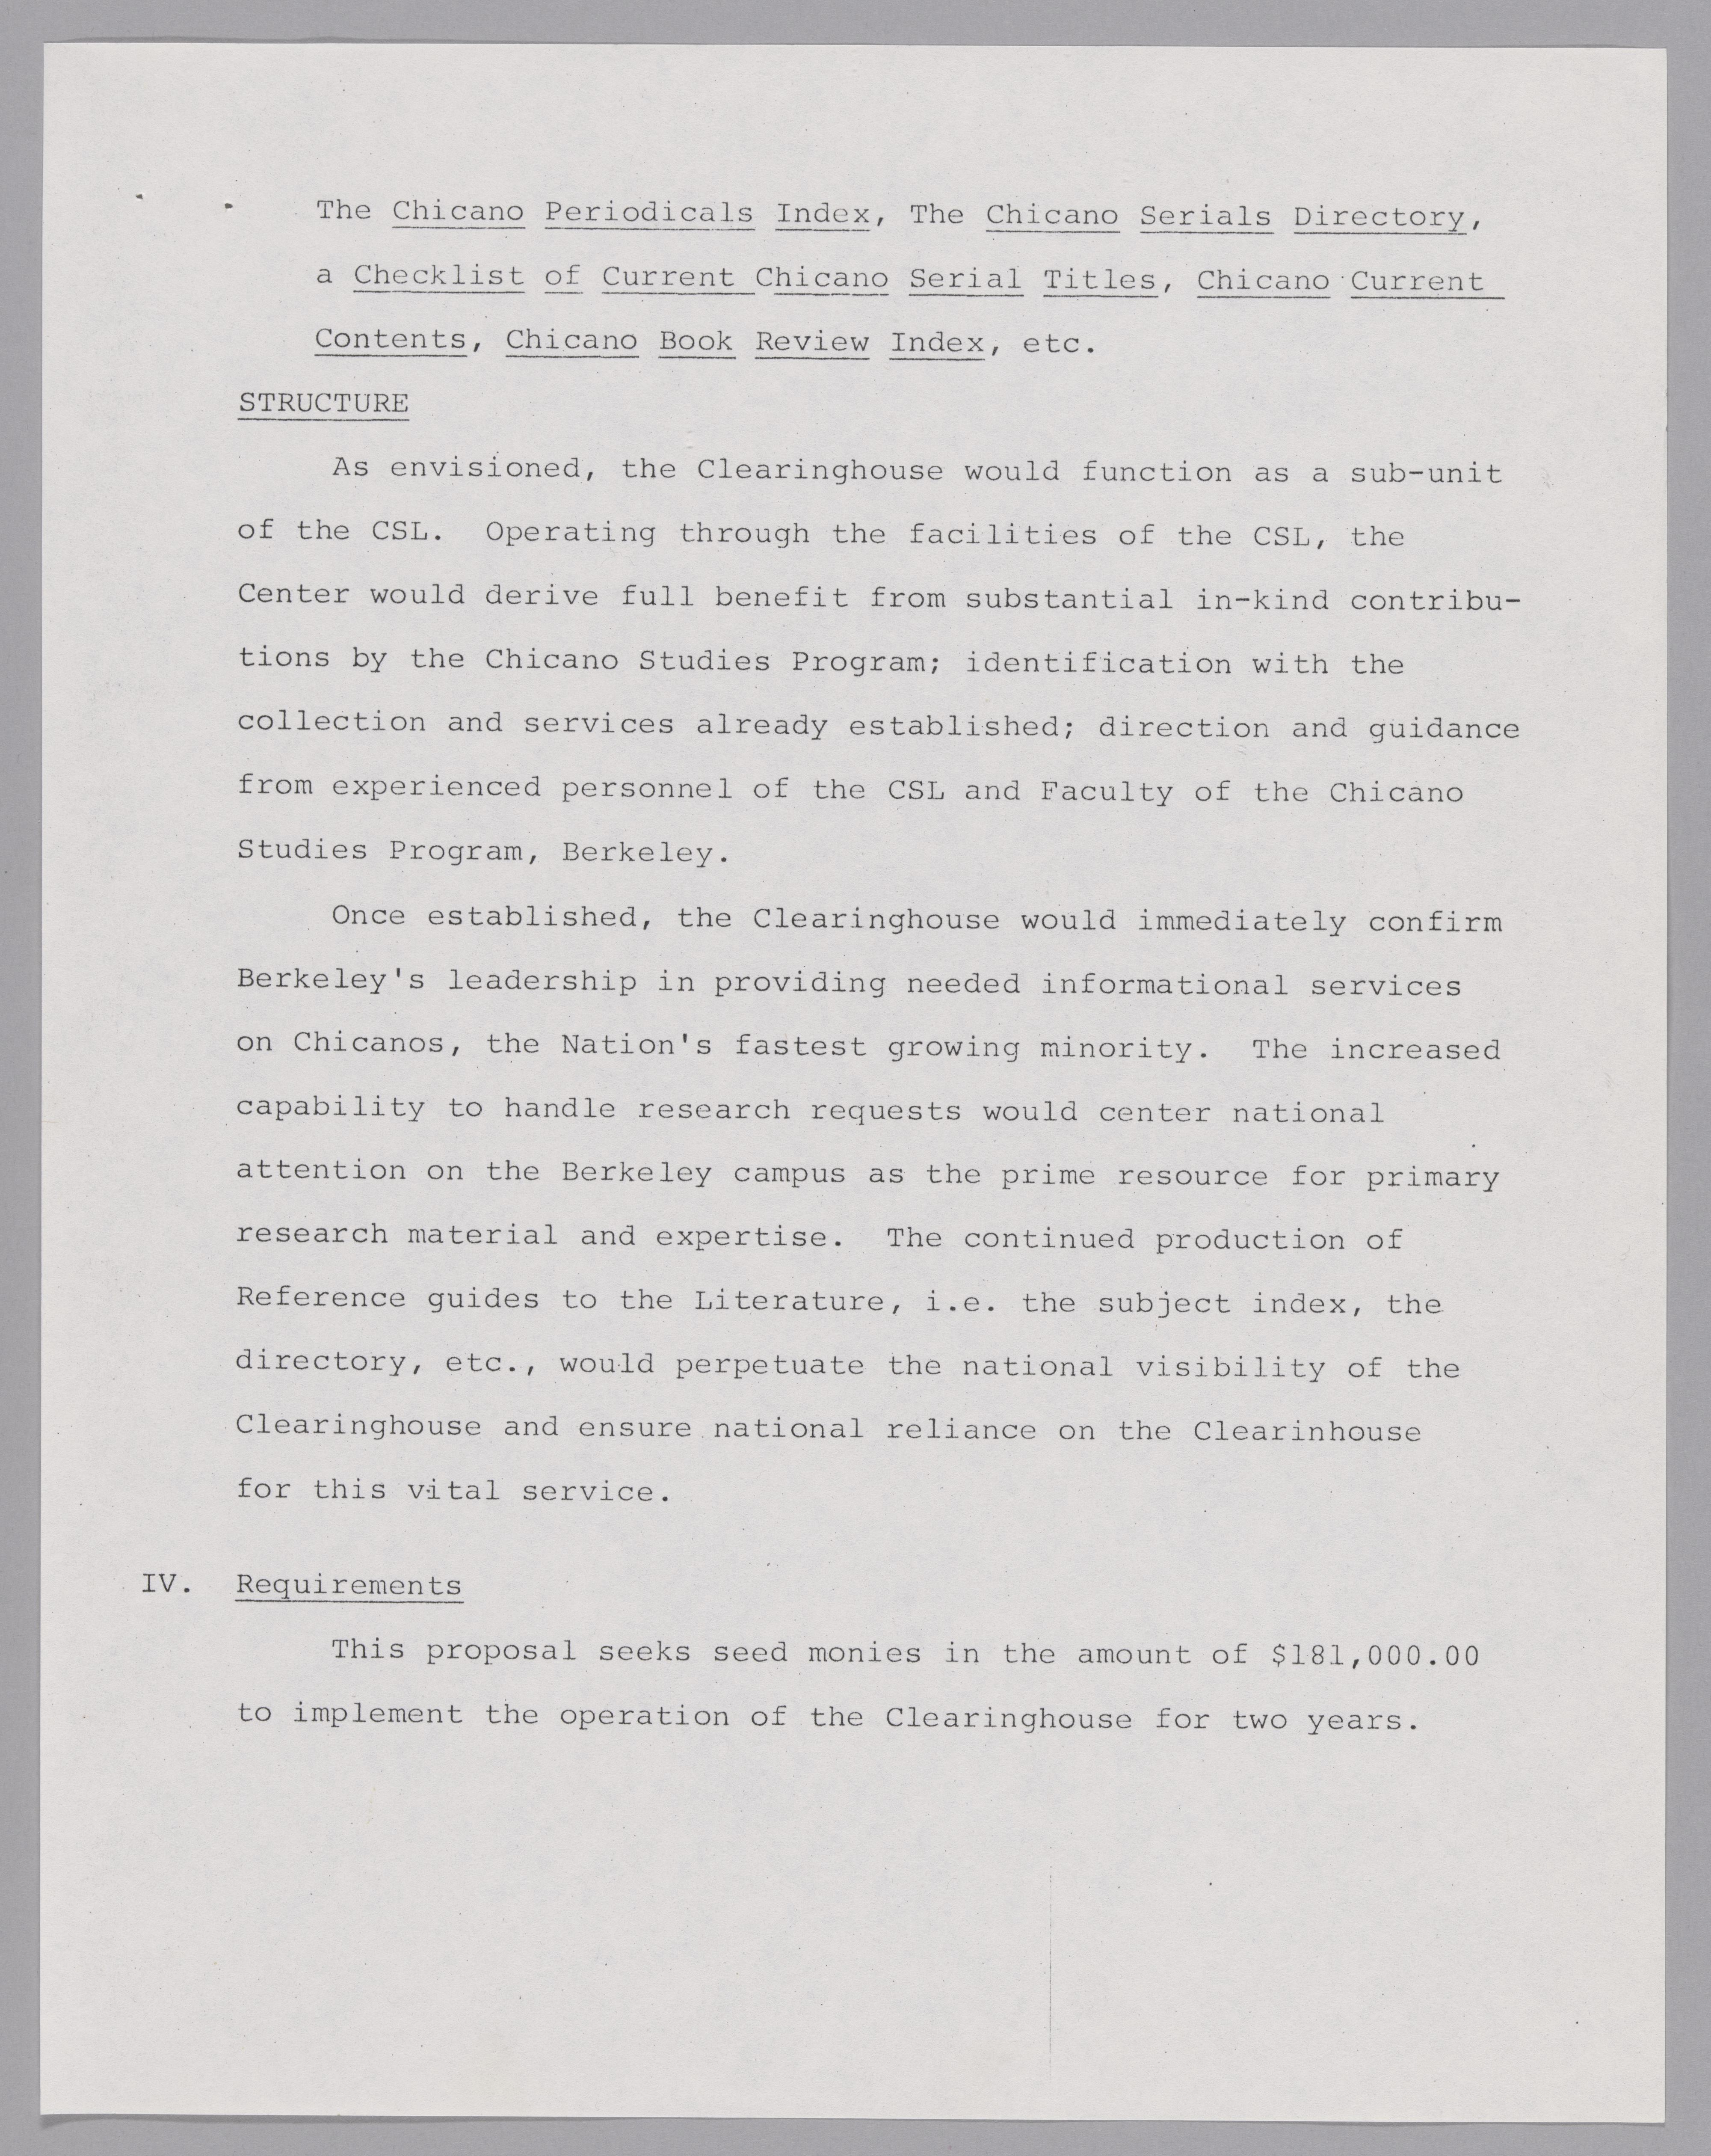 The Chicano Periodicals Index, The Chicano Serials Directory,
a Checklist of Current Chicano Serial Titles, Chicano Current
Contents, Chicano Book Review Index, etc.
STRUCTURE
As envisioned, the Clearinghouse would function as a sub-unit
of the CSL. Operating through the facilities of the CSL, the
Center would derive full benefit from substantial in-kind contribu-
tions by the Chicano Studies Program; identification with the
collection and services already established; direction and guidance
from experienced personnel of the CSL and Faculty of the Chicano
Studies Program, Berkeley.
Once established, the Clearinghouse would immediately confirm
Berkeley's leadership in providing needed informational services
on Chicanos, the Nation's fastest growing minority. The increased
capability to handle research requests would center national
attention on the Berkeley campus as the prime resource for primary
research material and expertise. The continued production of
Reference guides to the Literature, i.e. the subject index, the
directory, etc., would perpetuate the national visibility of the
Clearinghouse and ensure national reliance on the Clearinhouse
for this vital service.
IV. Requirements
This proposal seeks seed monies in the amount of $181,000.00
to implement the operation of the Clearinghouse for two years.